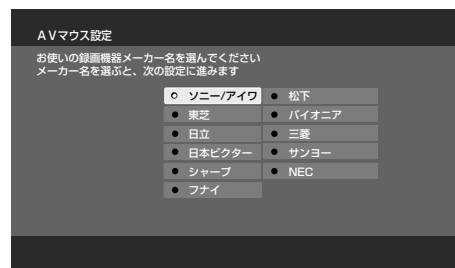 AVマウス設定
お使いの録画機器メーカー名を選んでください
メーカー名を選ぶと、次の設定に進みます
ソニー/アイワ 松下
東芝 パイオニア
日立 三菱
日本ビクター サンヨー
シャープ NEC
フナイ